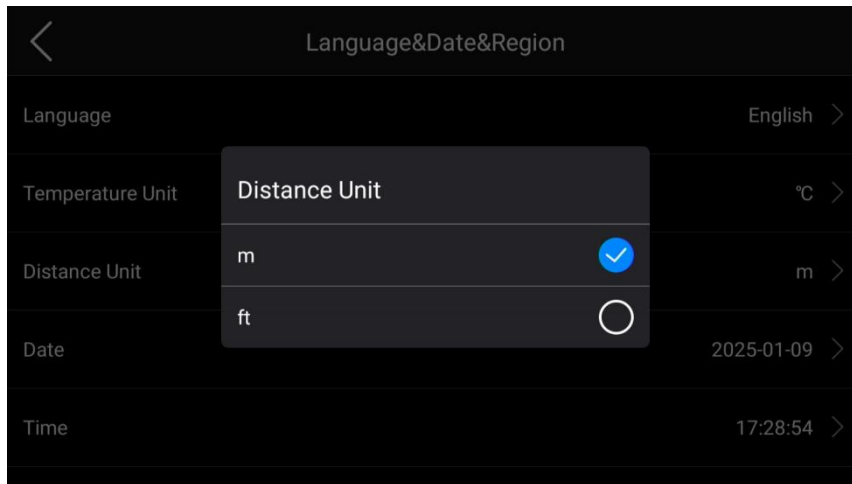 Language&Date&Region
Language English
Temperature Unit ℃
Distance Unit
m
ft
Distance Unit m
Date 2025-01-09
Time 17:28:54